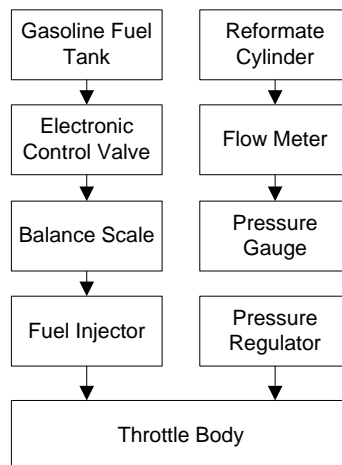 Gasoline Fuel
Tank
Reformate
Cylinder
Electronic
Control Valve
Flow Meter
Balance Scale
Pressure
Gauge
Fuel Injector
Pressure
Regulator
Throttle Body